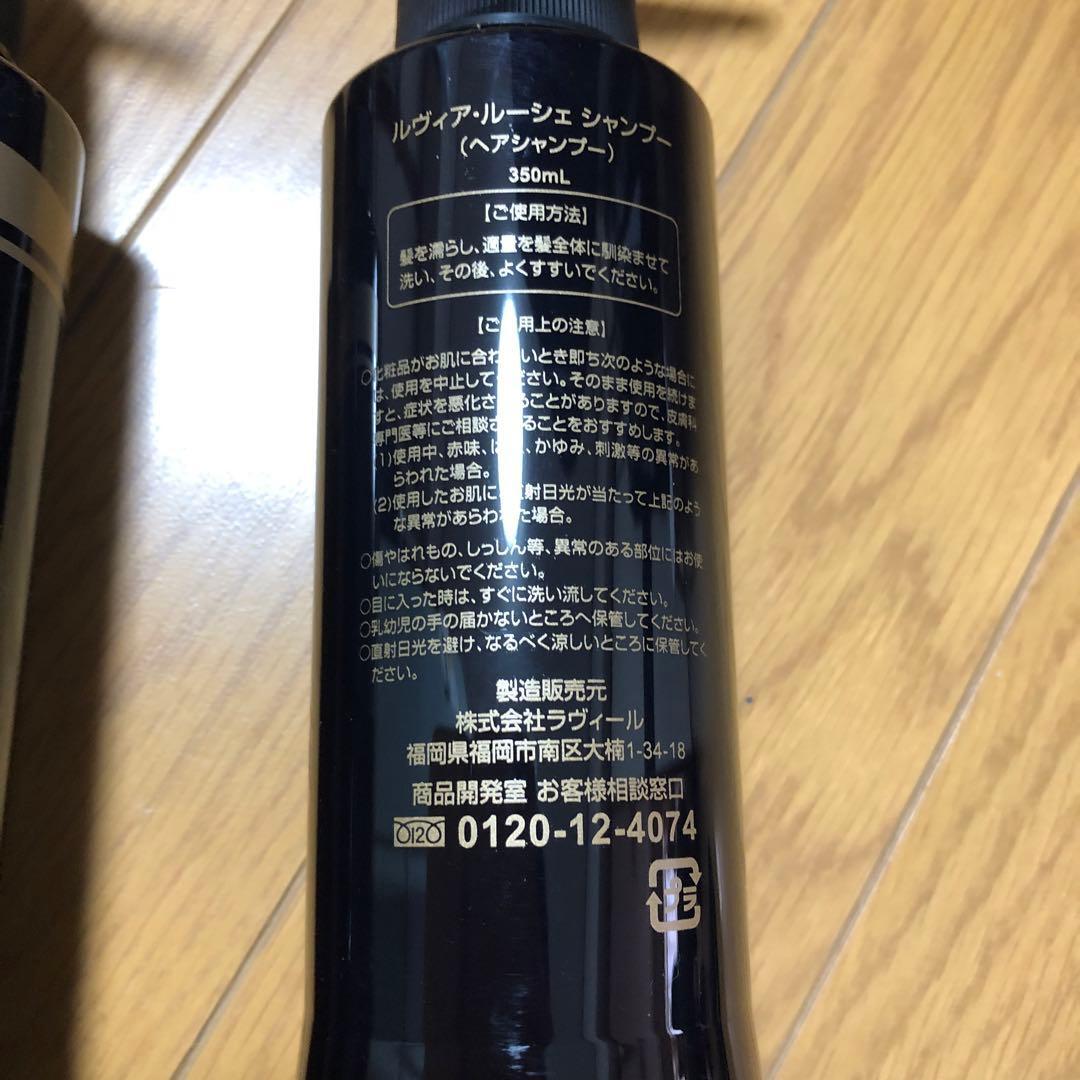 ルヴィア・ルーシェ シャンプー
(ヘアシャンプー)
350mL
【ご使用方法】
髪を濡らし、適量を髪全体に馴染ませて
洗い、その後、よくすすいでください。
【ご使用上の注意】
○化粧品がお肌に合わないとき即ち次のような場合に
は、使用を中止してください。そのまま使用を続けま
すと、症状を悪化させることがありますので、皮膚科
専門医等にご相談されることをおすすめします。
(1)使用中、赤味、はれ、かゆみ、刺激等の異常があ
らわれた場合。
(2)使用したお肌に、直射日光が当たって上記のよう
な異常があらわれた場合。
○傷やはれもの、しっしん等、異常のある部位にはお使
いにならないでください。
○目に入った時は、すぐに洗い流してください。
○乳幼児の手の届かないところへ保管してください。
○直射日光を避け、なるべく涼しいところに保管してく
ださい。
製造販売元
株式会社ラヴィール
福岡県福岡市南区大楠1-34-18
商品開発室 お客様相談窓口
0120-12-4074
プラ